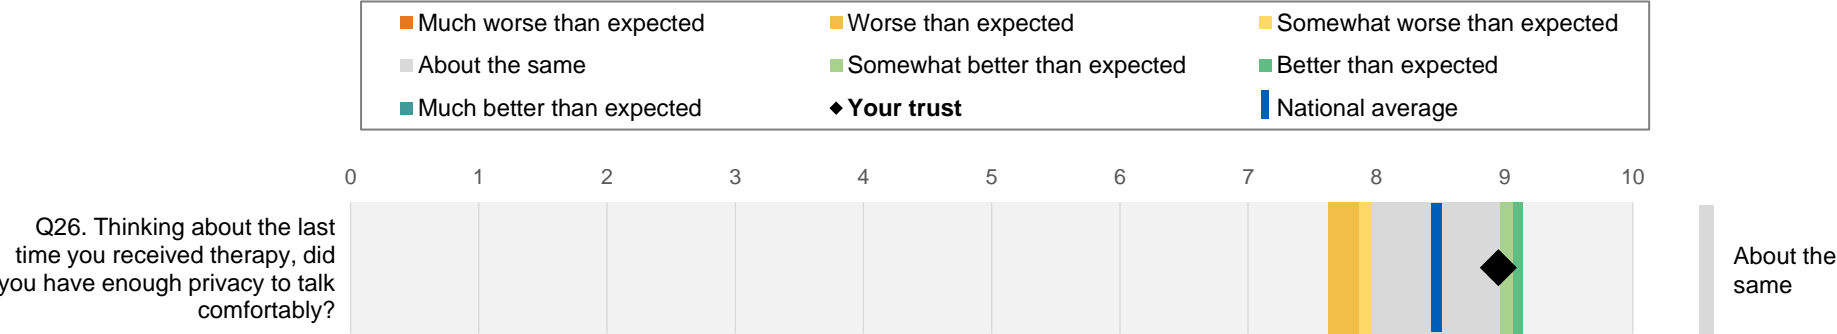 Much worse than expected
Worse than expected
Somewhat worse than expected
About the same
Somewhat better than expected
Better than expected
Much better than expected
Your trust
National average
0 1 2 3 4 5 6 7 8 9 10
Q26. Thinking about the last
time you received therapy, did
you have enough privacy to talk
comfortably?
About the
same